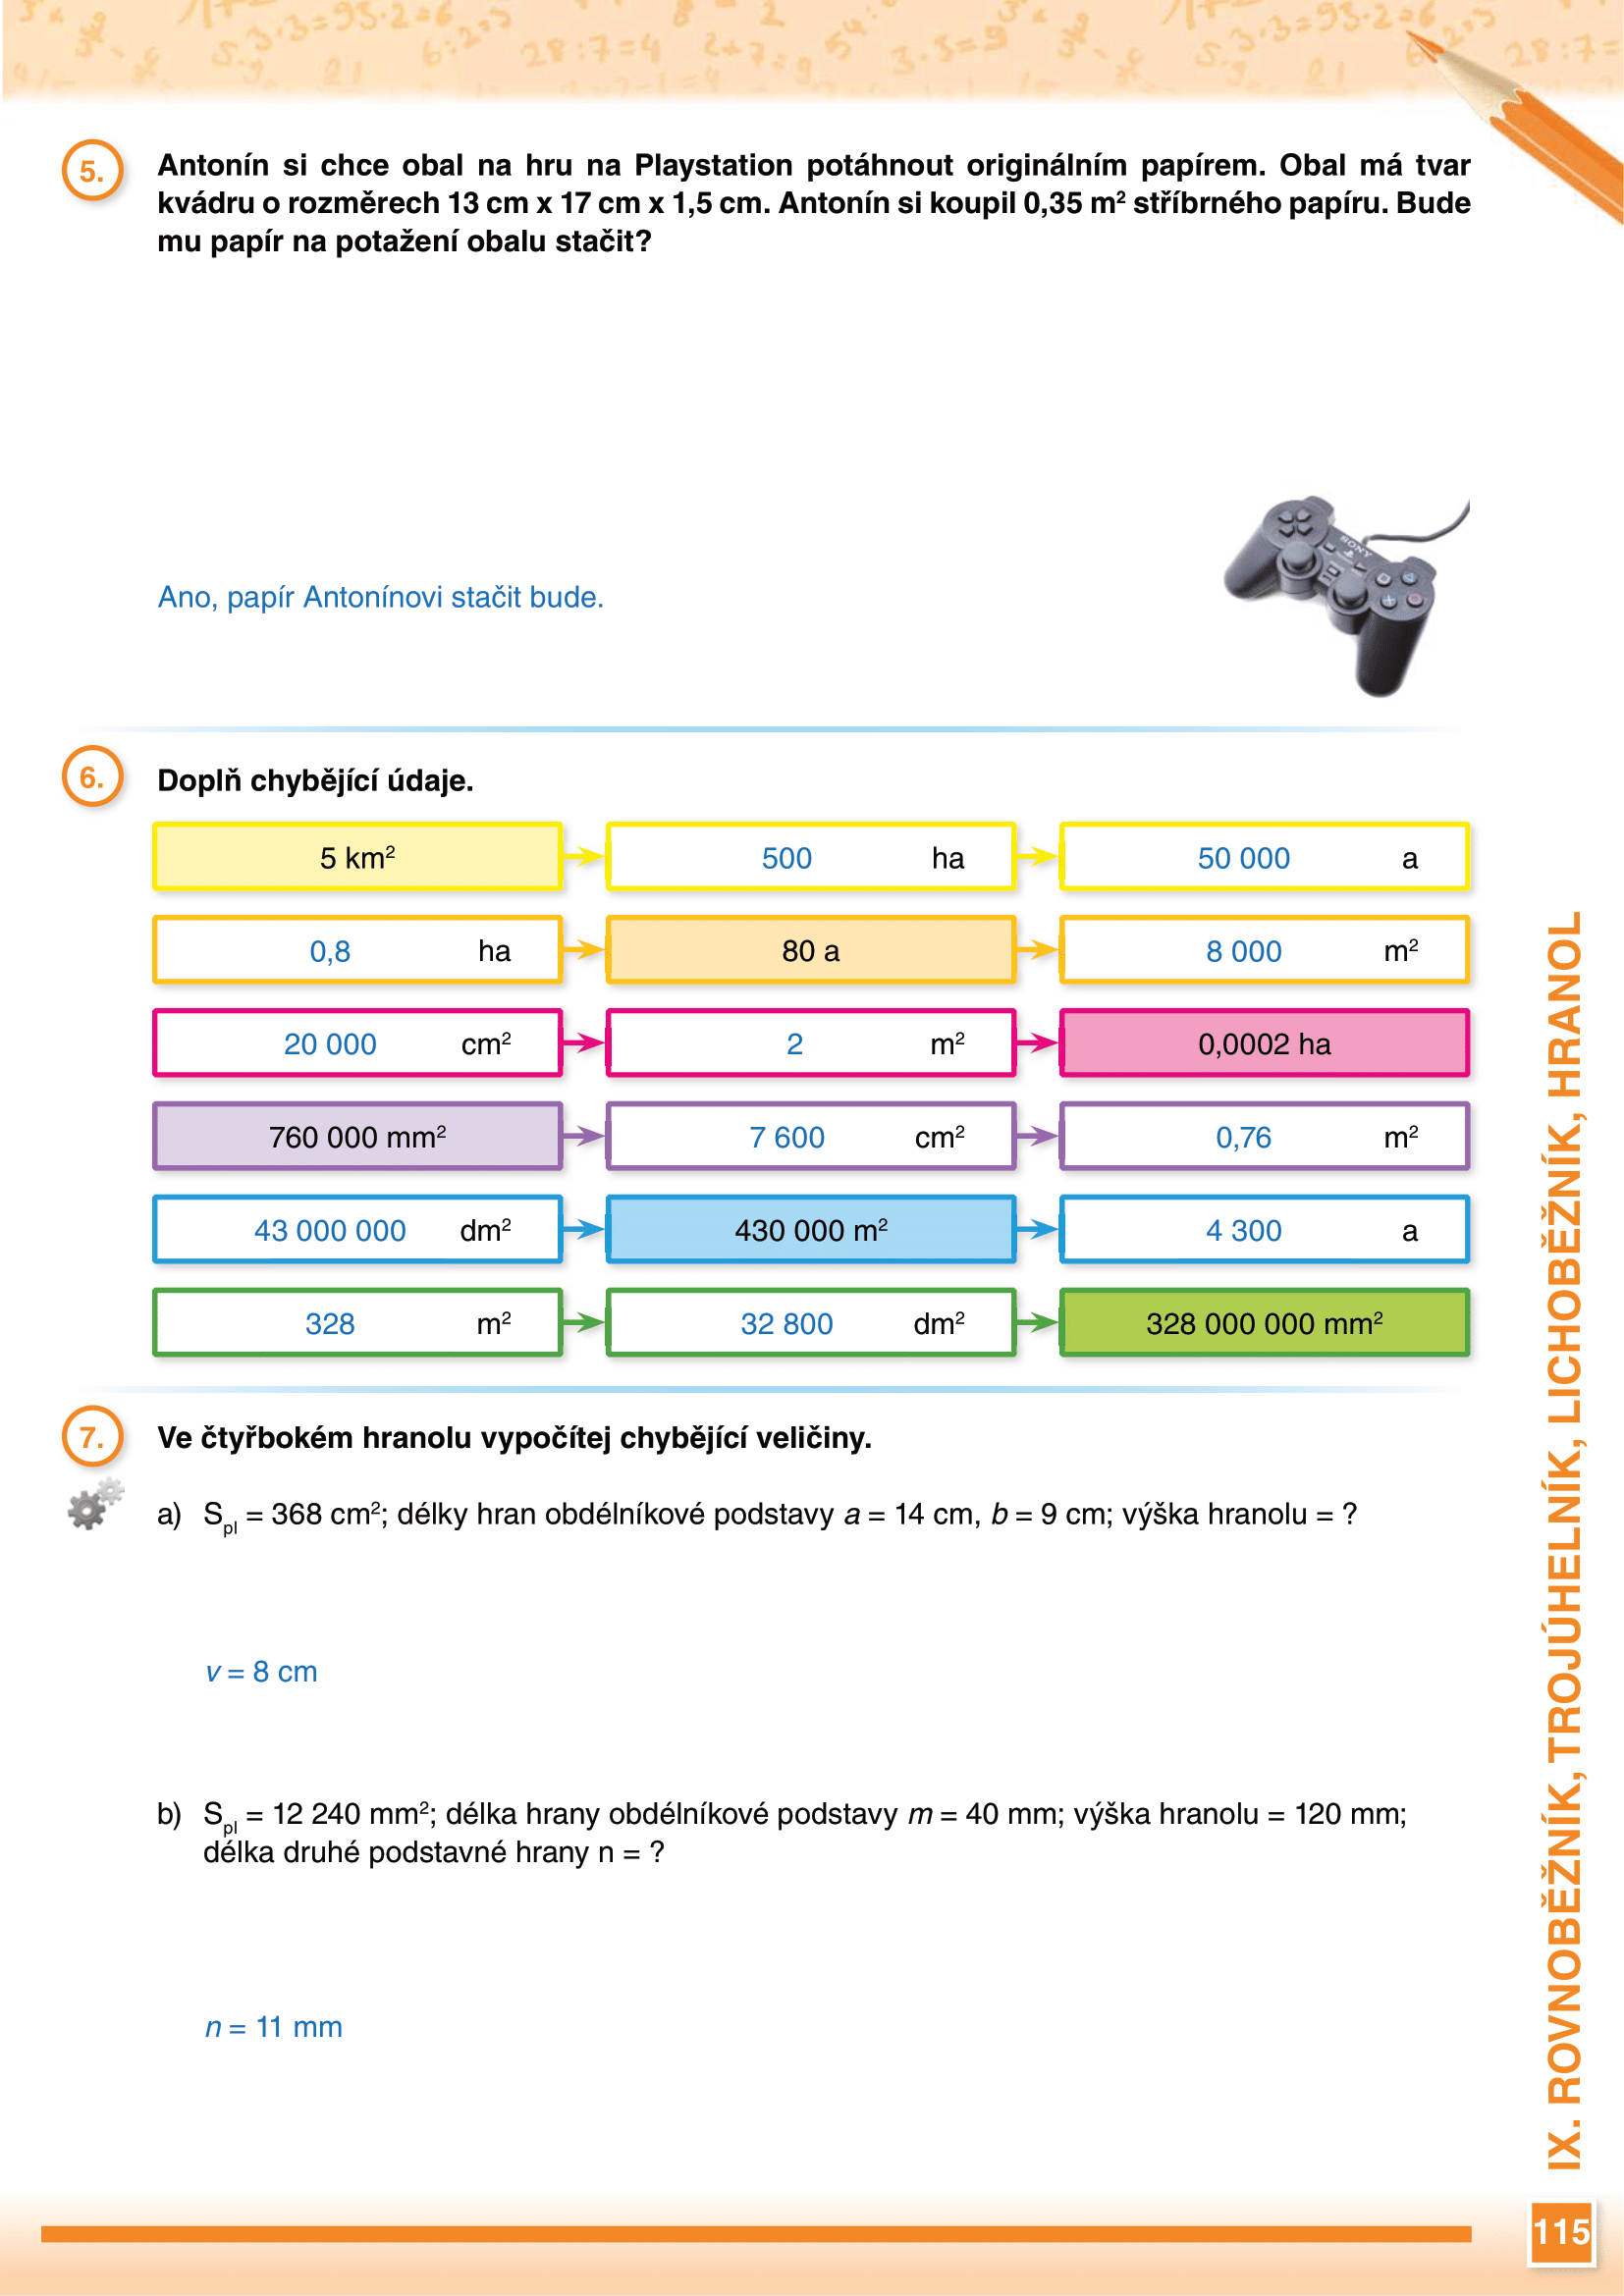 5.
Antonín si chce obal na hru na Playstation potáhnout originálním papírem. Obal má tvar
kvádru o rozměrech 13 cm x 17 cm x 1,5 cm. Antonín si koupil 0,35 m² stříbrného papíru. Bude
mu papír na potažení obalu stačit?
SONY
Ano, papír Antonínovi stačit bude.
6.
Doplň chybějící údaje.
5 km² 500 ha 50 000 a
0,8 ha 80 a 8 000 m²
20 000 cm² 2 m² 0,0002 ha
760 000 mm² 7 600 cm² 0,76 m²
43 000 000 dm² 430 000 m² 4 300 a
328 m² 32 800 dm² 328 000 000 mm²
7.
Ve čtyřbokém hranolu vypočítej chybějící veličiny.
a) Spl = 368 cm²; délky hran obdélníkové podstavy a = 14 cm, b = 9 cm; výška hranolu = ?
v = 8 cm
b) Spl = 12 240 mm²; délka hrany obdélníkové podstavy m = 40 mm; výška hranolu = 120 mm;
délka druhé podstavné hrany n = ?
n = 11 mm
IX. ROVNOBĚŽNÍK, TROJÚHELNÍK, LICHOBĚŽNÍK, HRANOL
115